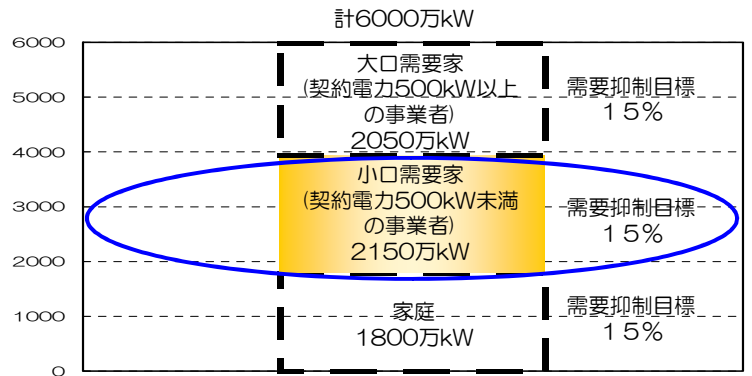 計6000万kW
6000
5000
4000
3000
2000
1000
0
大口需要家
(契約電力500kW以上
の事業者)
2050万kW
需要抑制目標
１５%
小口需要家
(契約電力500kW未満
の事業者)
2150万kW
需要抑制目標
１５%
家庭
1800万kW
需要抑制目標
１５%